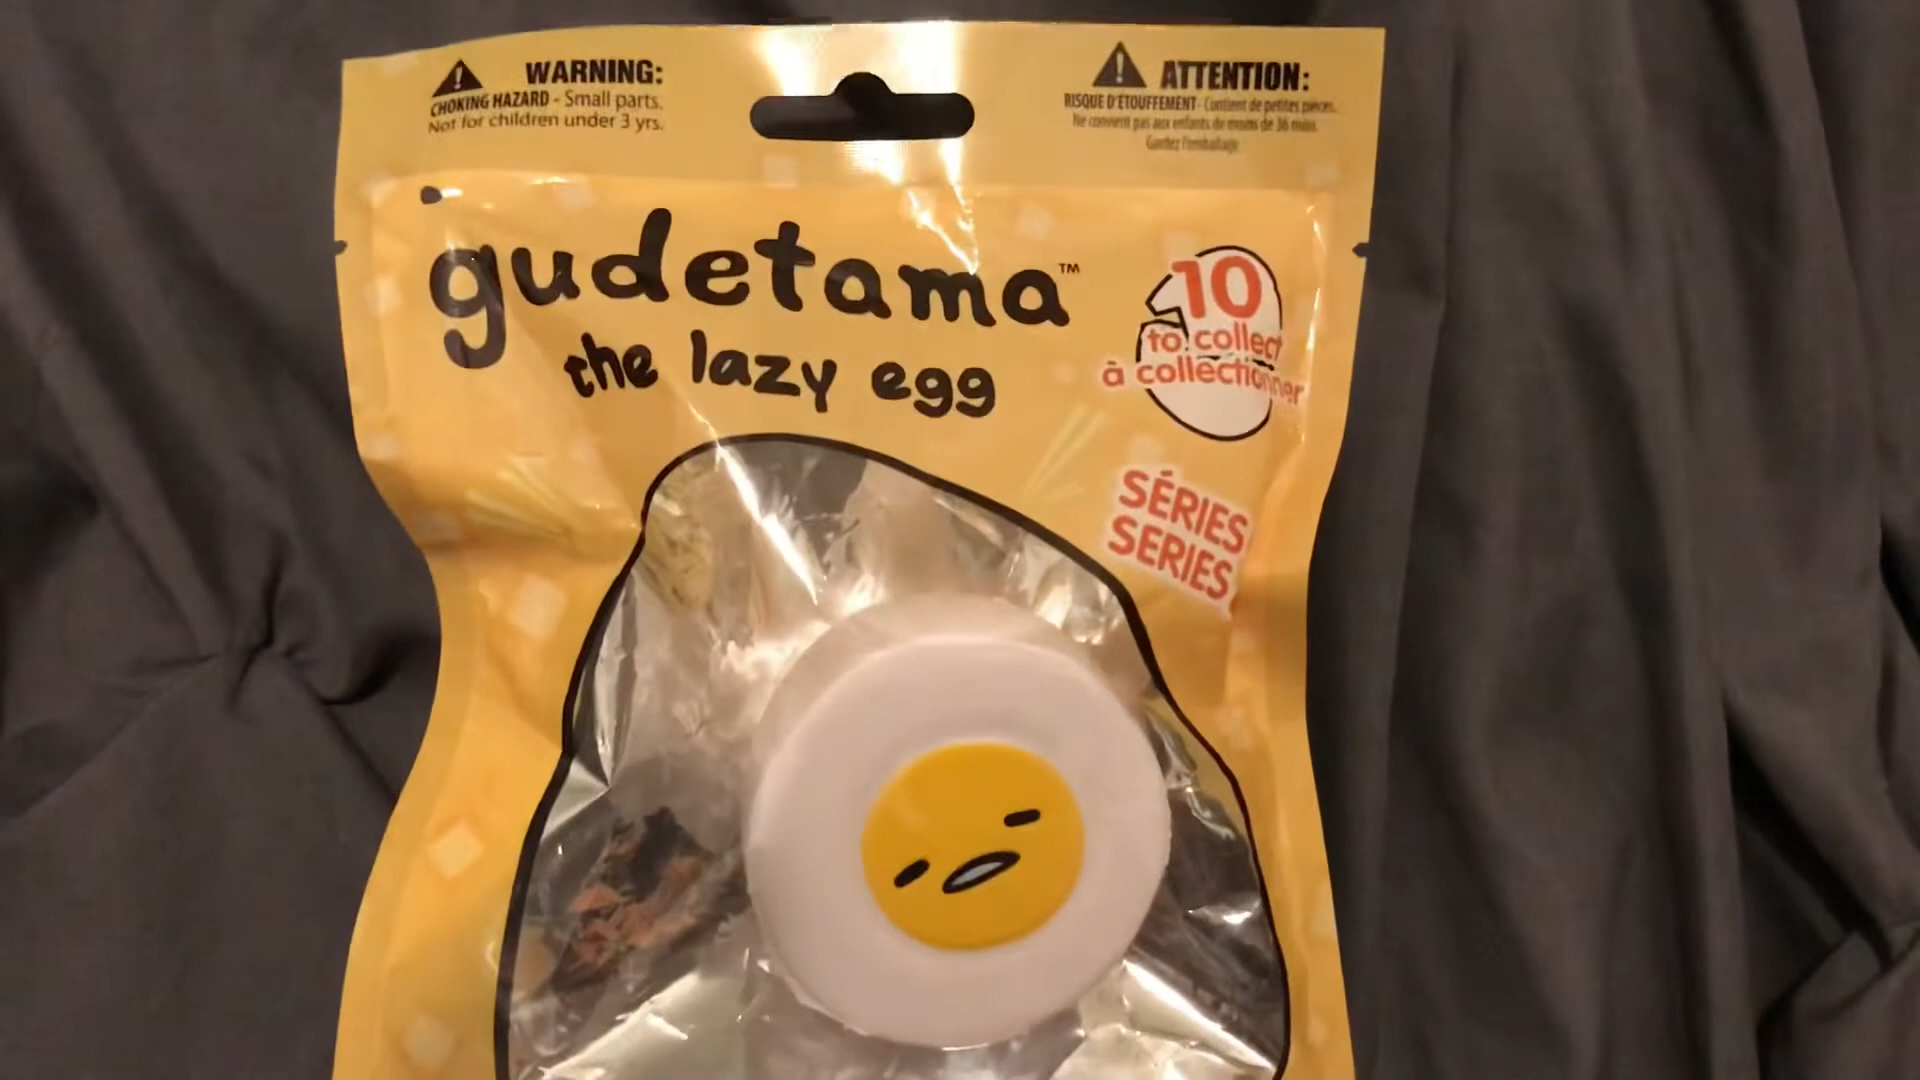 WARNING:
CHOKING HAZARD - Small parts.
Not for children under 3 yrs.
ATTENTION:
RISQUE D'ÉTOUFFEMENT - Contient de petites pièces.
Ne convient pas aux enfants de moins de 36 mois.
Gardez l'emballage
gudetama™
the lazy egg
10
to collect
à collectionner
SÉRIES
SERIES